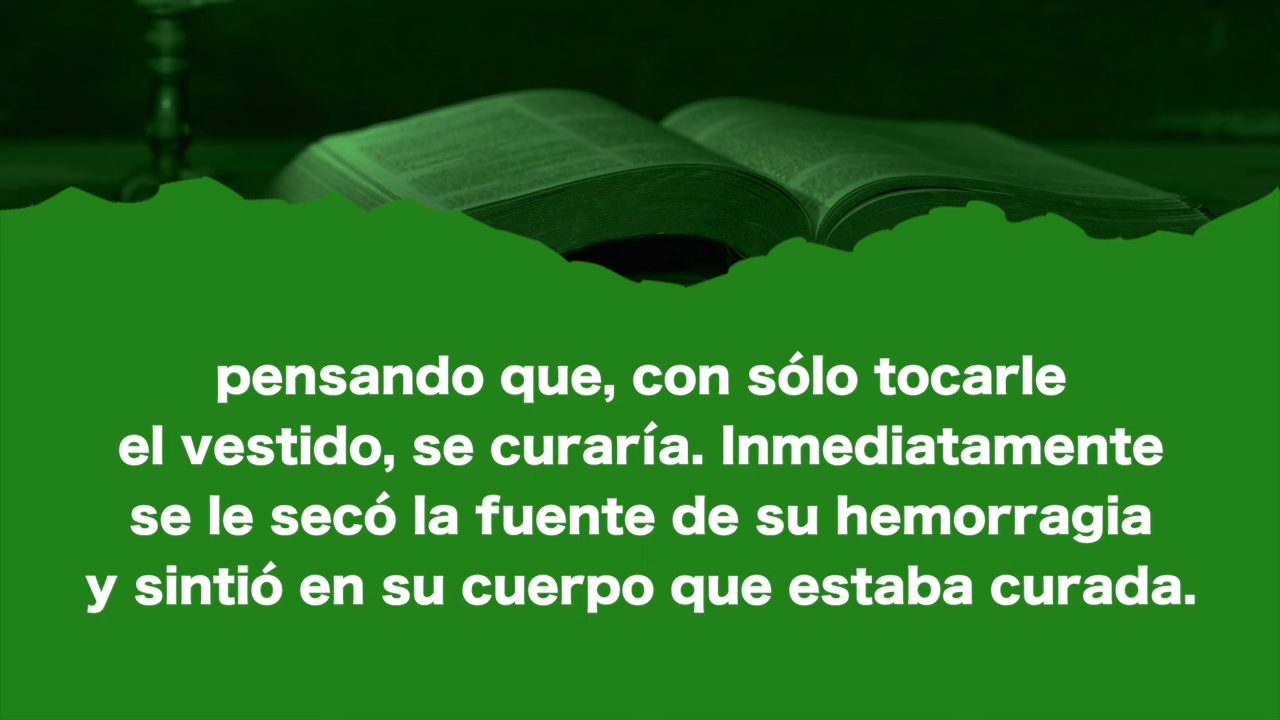 pensando que, con sólo tocarle
el vestido, se curaría. Inmediatamente
se le secó la fuente de su hemorragia
y sintió en su cuerpo que estaba curada.